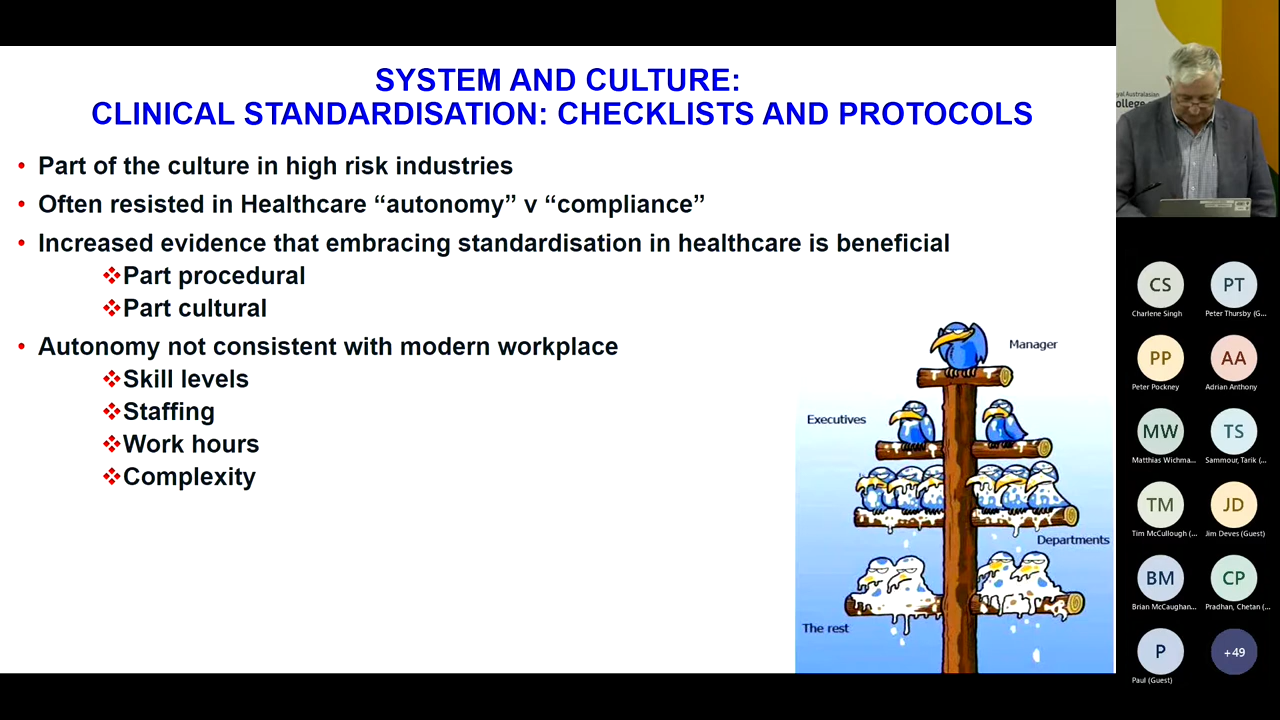 SYSTEM AND CULTURE:
CLINICAL STANDARDISATION: CHECKLISTS AND PROTOCOLS
• Part of the culture in high risk industries
• Often resisted in Healthcare “autonomy” v “compliance”
• Increased evidence that embracing standardisation in healthcare is beneficial
❖Part procedural
❖Part cultural
• Autonomy not consistent with modern workplace
❖Skill levels
❖Staffing
❖Work hours
❖Complexity
Manager
Executives
Departments
The rest
yal Australasian
ollege
CS
Charlene Singh
PT
Peter Thursby (G...
PP
Peter Pockney
AA
Adrian Anthony
MW
Matthias Wichma...
TS
Sammour, Tarik (...
TM
Tim McCullough (...
JD
Jim Deves (Guest)
BM
Brian McCaughan...
CP
Pradhan, Chetan (...
P
Paul (Guest)
+49